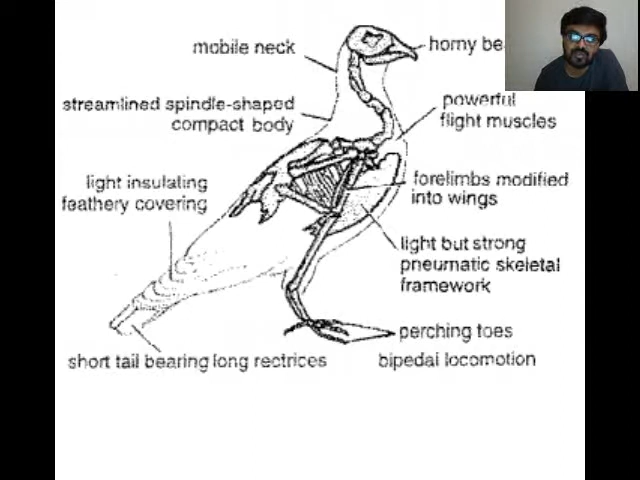 mobile neck
horny
streamlined spindle-shaped
compact body
powerful
flight muscles
light insulating
feathery covering
forelimbs modified
into wings
light but strong
pneumatic skeletal
framework
perching toes
short tail bearing long rectrices
bipedal locomotion